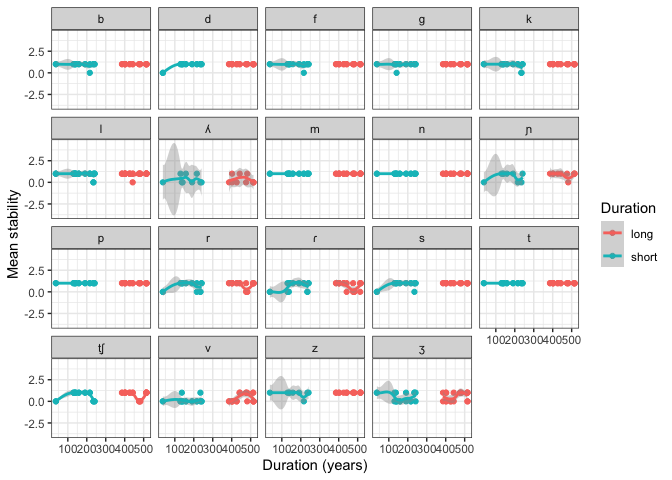 b d f g k
2.5
0.0
-2.5
l ʎ m n ɲ
2.5
0.0
-2.5
p r ɾ s t
2.5
0.0
-2.5
100200300400500
tʃ v z ʒ
2.5
0.0
-2.5
100200300400500 100200300400500 100200300400500 100200300400500
Duration (years)
Mean stability
Duration
long
short